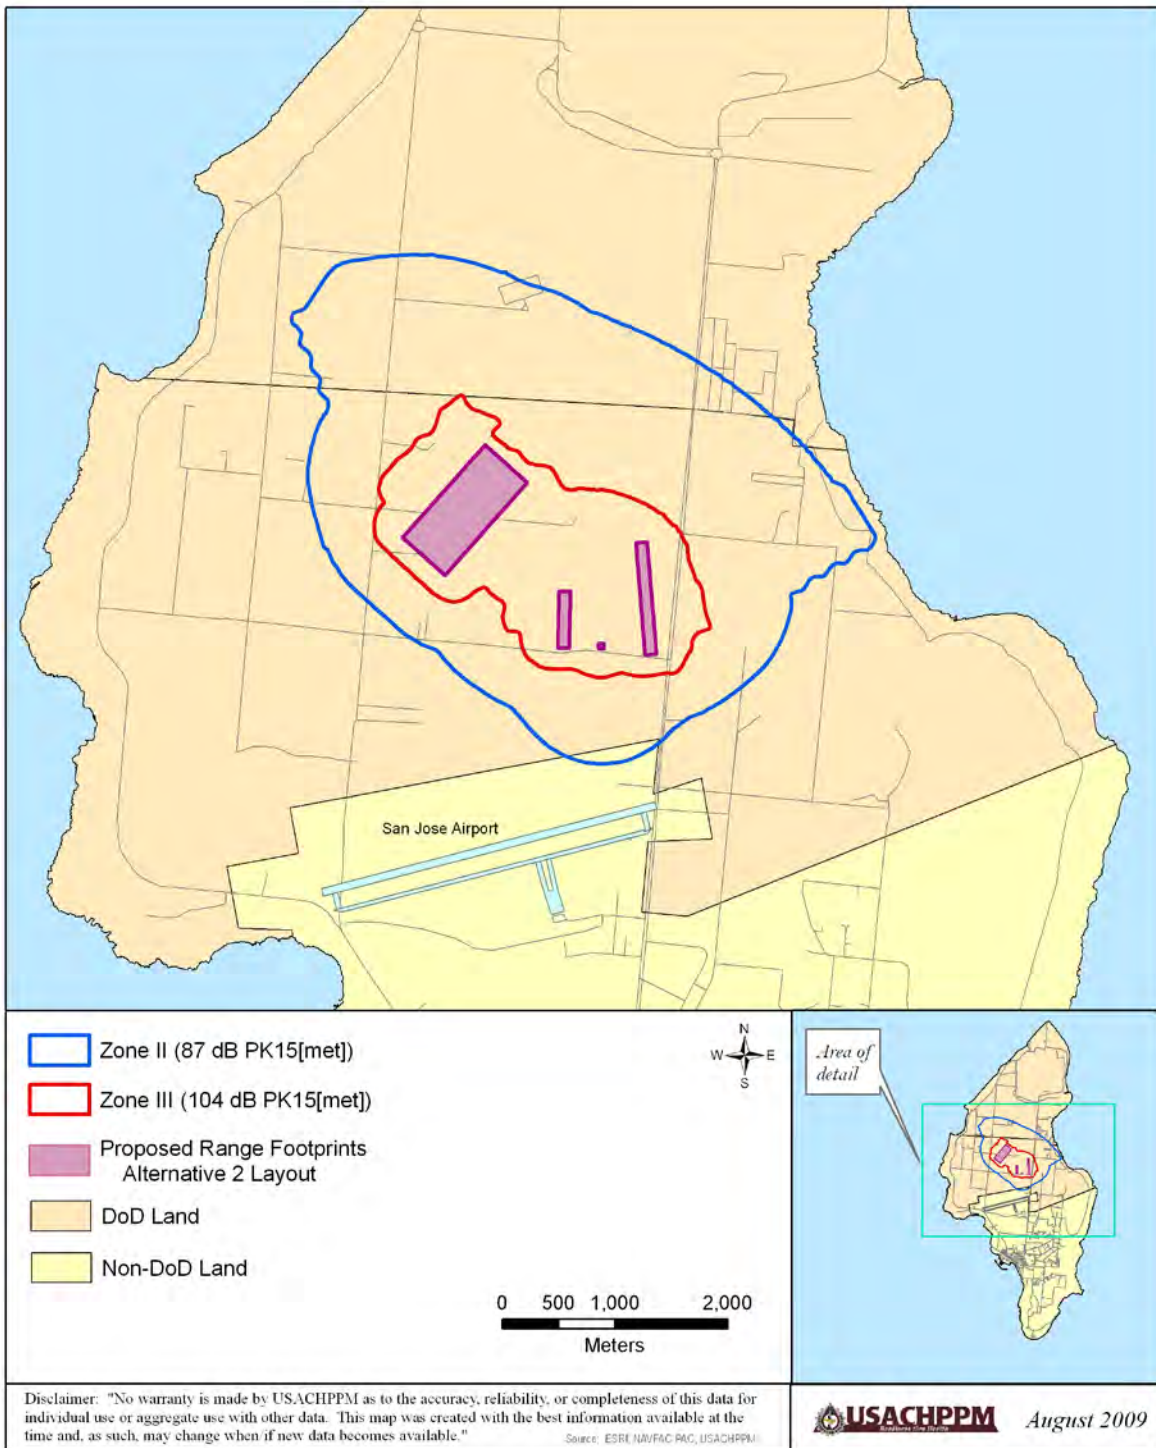 San Jose Airport
Zone II (87 dB PK15[met])
Zone III (104 dB PK15[met])
Proposed Range Footprints
Alternative 2 Layout
DoD Land
Non-DoD Land
N
W E
S
0 500 1,000 2,000
Meters
Area of
detail
Disclaimer: "No warranty is made by USACHPPM as to the accuracy, reliability, or completeness of this data for
individual use or aggregate use with other data. This map was created with the best information available at the
time and, as such, may change when/if new data becomes available."
Source: ESRI, NAVFAC PAC, USACHPPM
USACHPPM
August 2009